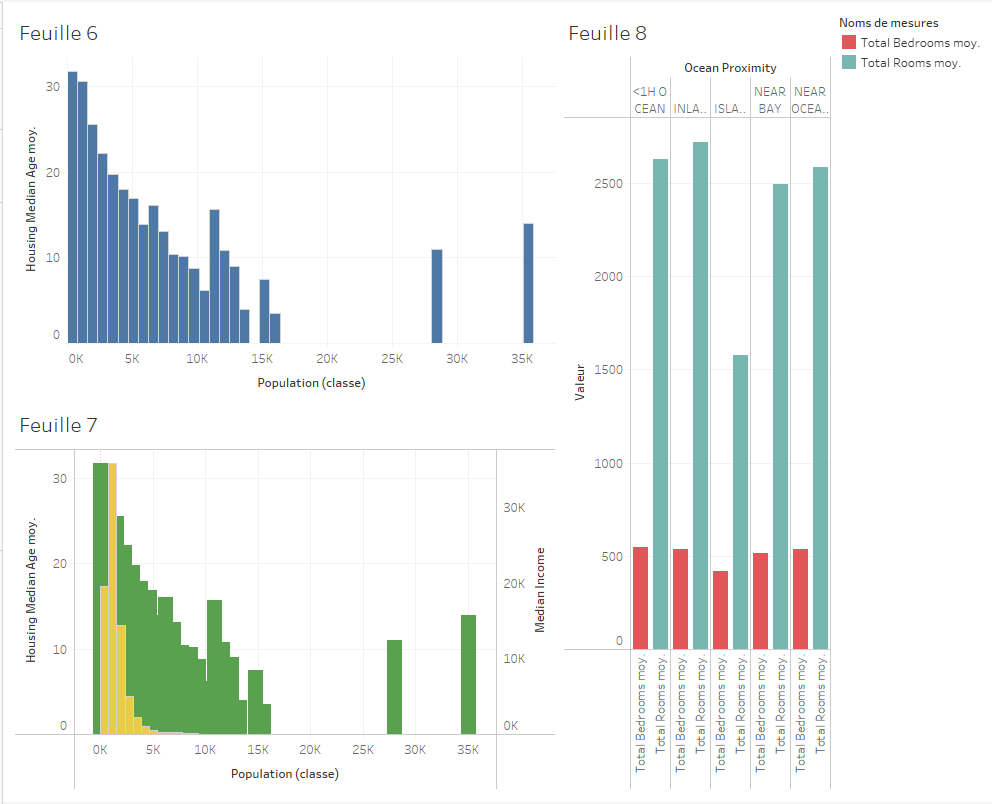 Feuille 6
Housing Median Age moy.
30
20
10
0
0K 5K 10K 15K 20K 25K 30K 35K
Population (classe)
Feuille 7
Housing Median Age moy.
30
20
10
0
30K
20K
10K
0K
Median Income
0K 5K 10K 15K 20K 25K 30K 35K
Population (classe)
Feuille 8
Ocean Proximity
<1H O
CEAN
INLA..
ISLA..
NEAR
BAY
NEAR
OCEA..
Valeur
2500
2000
1500
1000
500
0
Total Bedrooms moy.
Total Rooms moy.
Total Bedrooms moy.
Total Rooms moy.
Total Bedrooms moy.
Total Rooms moy.
Total Bedrooms moy.
Total Rooms moy.
Total Bedrooms moy.
Total Rooms moy.
Noms de mesures
Total Bedrooms moy.
Total Rooms moy.